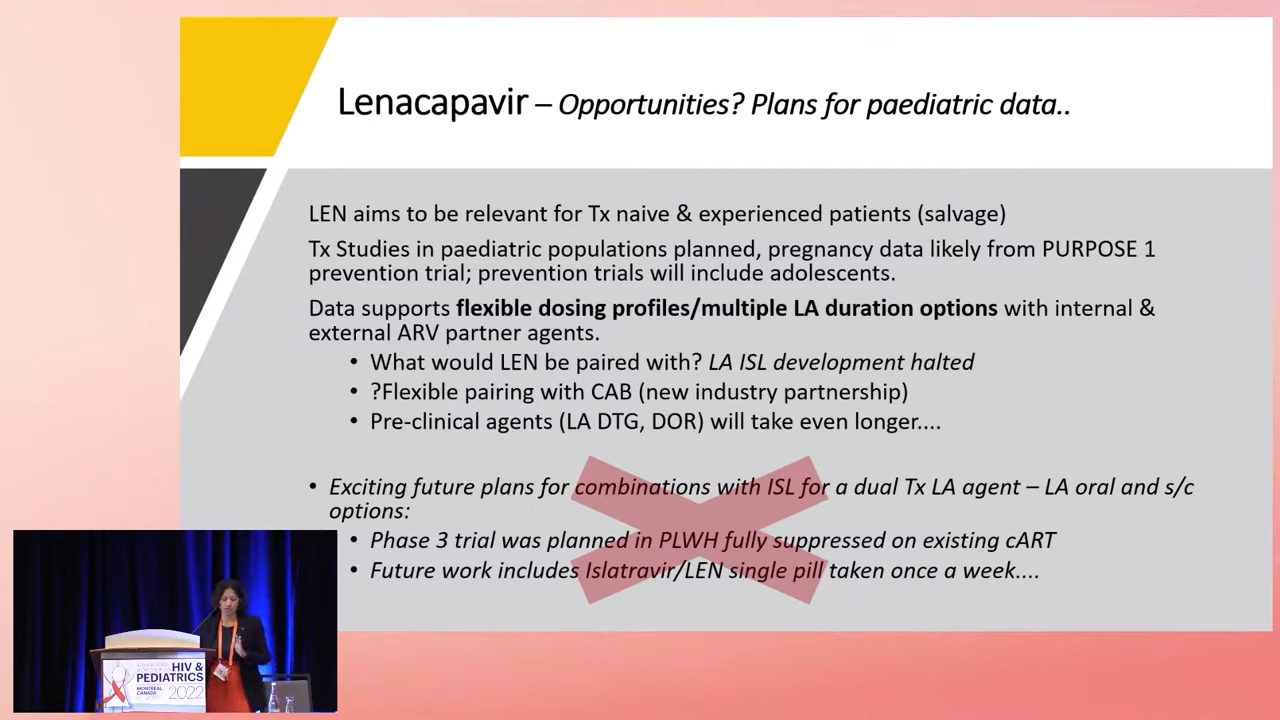 Lenacapavir – Opportunities? Plans for paediatric data..
LEN aims to be relevant for Tx naive & experienced patients (salvage)
Tx Studies in paediatric populations planned, pregnancy data likely from PURPOSE 1
prevention trial; prevention trials will include adolescents.
Data supports flexible dosing profiles/multiple LA duration options with internal &
external ARV partner agents.
• What would LEN be paired with? LA ISL development halted
• ?Flexible pairing with CAB (new industry partnership)
• Pre-clinical agents (LA DTG, DOR) will take even longer....
• Exciting future plans for combinations with ISL for a dual Tx LA agent – LA oral and s/c
options:
• Phase 3 trial was planned in PLWH fully suppressed on existing cART
• Future work includes Islatravir/LEN single pill taken once a week....
HIV &
PEDIATRICS
MONTREAL
CANADA
2022